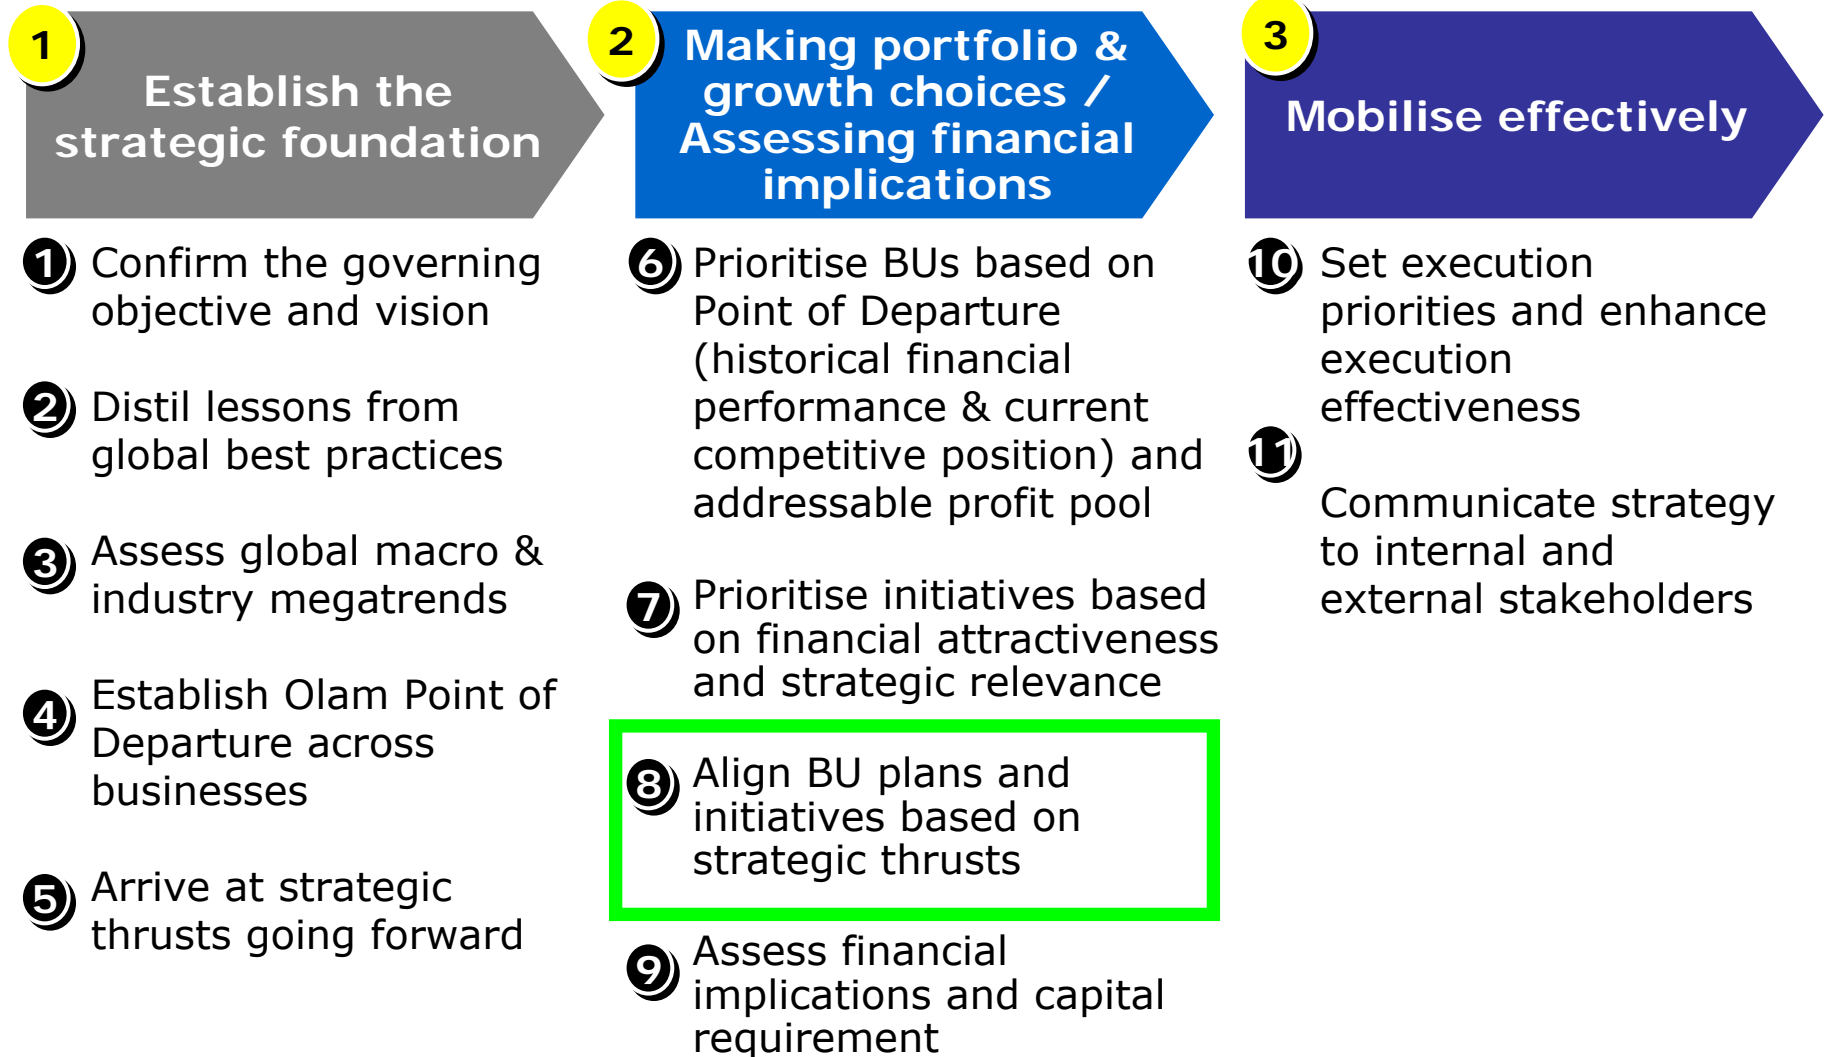 1
Establish the
strategic foundation
1 Confirm the governing
objective and vision
2 Distil lessons from
global best practices
3 Assess global macro &
industry megatrends
4 Establish Olam Point of
Departure across
businesses
5 Arrive at strategic
thrusts going forward
2
Making portfolio &
growth choices /
Assessing financial
implications
6 Prioritise BUs based on
Point of Departure
(historical financial
performance & current
competitive position) and
addressable profit pool
7 Prioritise initiatives based
on financial attractiveness
and strategic relevance
8 Align BU plans and
initiatives based on
strategic thrusts
9 Assess financial
implications and capital
requirement
3
Mobilise effectively
10 Set execution
priorities and enhance
execution
effectiveness
11
Communicate strategy
to internal and
external stakeholders